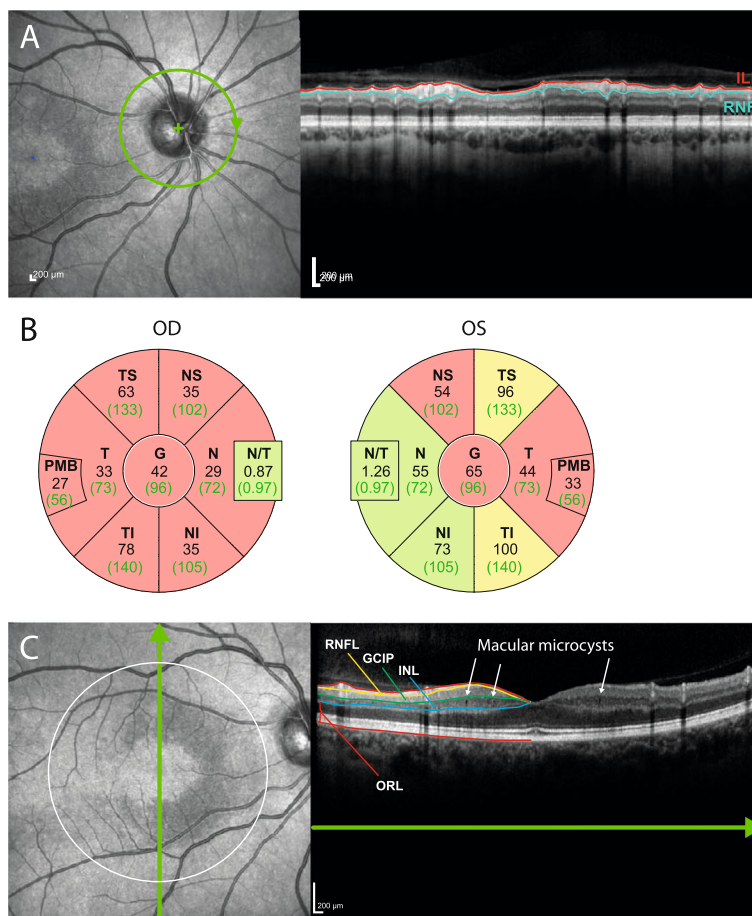 A
IL
RNF
200 µm
200 µm
B
OD
OS
TS
63
(133)
NS
35
(102)
T
33
(73)
PMB
27
(56)
G
42
(96)
N
29
(72)
N/T
0.87
(0.97)
TI
78
(140)
NI
35
(105)
NS
54
(102)
TS
96
(133)
N/T
1.26
(0.97)
N
55
(72)
G
65
(96)
T
44
(73)
PMB
33
(56)
NI
73
(105)
TI
100
(140)
C
RNFL
GCIP
INL
Macular microcysts
ORL
200 µm